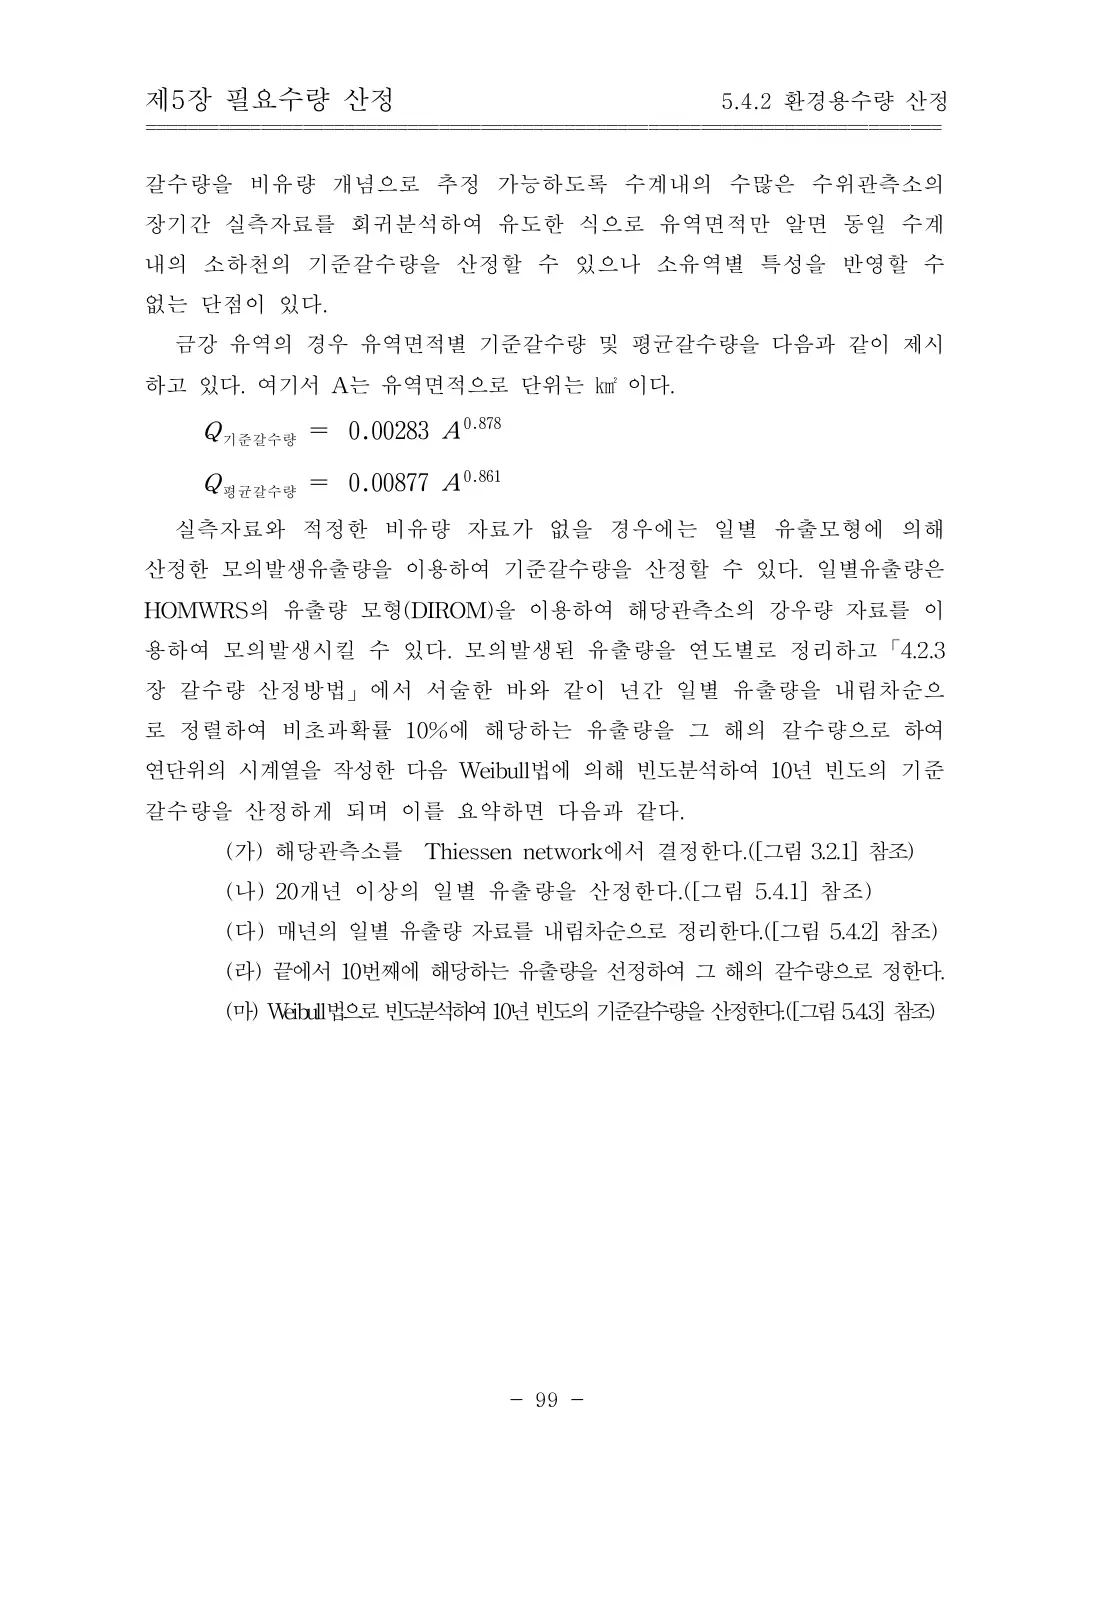 제5장 필요수량 산정 5.4.2 환경용수량 산정
갈수량을 비유량 개념으로 추정 가능하도록 수계내의 수많은 수위관측소의
장기간 실측자료를 회귀분석하여 유도한 식으로 유역면적만 알면 동일 수계
내의 소하천의 기준갈수량을 산정할 수 있으나 소유역별 특성을 반영할 수
없는 단점이 있다.
금강 유역의 경우 유역면적별 기준갈수량 및 평균갈수량을 다음과 같이 제시
하고 있다. 여기서 A는 유역면적으로 단위는 ㎢ 이다.
Q기준갈수량 = 0.00283 A^0.878
Q평균갈수량 = 0.00877 A^0.861
실측자료와 적정한 비유량 자료가 없을 경우에는 일별 유출모형에 의해
산정한 모의발생유출량을 이용하여 기준갈수량을 산정할 수 있다. 일별유출량은
HOMWRS의 유출량 모형(DIROM)을 이용하여 해당관측소의 강우량 자료를 이
용하여 모의발생시킬 수 있다. 모의발생된 유출량을 연도별로 정리하고「4.2.3
장 갈수량 산정방법」에서 서술한 바와 같이 년간 일별 유출량을 내림차순으
로 정렬하여 비초과확률 10%에 해당하는 유출량을 그 해의 갈수량으로 하여
연단위의 시계열을 작성한 다음 Weibull법에 의해 빈도분석하여 10년 빈도의 기준
갈수량을 산정하게 되며 이를 요약하면 다음과 같다.
(가) 해당관측소를 Thiessen network에서 결정한다.([그림 3.2.1] 참조)
(나) 20개년 이상의 일별 유출량을 산정한다.([그림 5.4.1] 참조)
(다) 매년의 일별 유출량 자료를 내림차순으로 정리한다.([그림 5.4.2] 참조)
(라) 끝에서 10번째에 해당하는 유출량을 선정하여 그 해의 갈수량으로 정한다.
(마) Weibull법으로 빈도분석하여 10년 빈도의 기준갈수량을 산정한다.([그림 5.4.3] 참조)
- 99 -